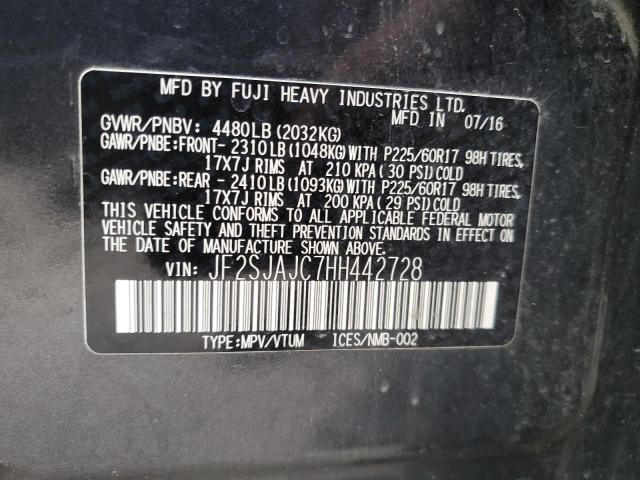 MFD BY FUJI HEAVY INDUSTRIES LTD.
MFD IN 07/16
GVWR/PNBV: 4480LB(2032KG)
GAWR/PNBE:FRONT- 2310LB(1048KG)WITH P225/60R17 98H TIRES,
17X7J RIMS AT 210 KPA( 30 PSI)COLD
GAWR/PNBE:REAR - 2410LB(1093KG)WITH P225/60R17 98H TIRES,
17X7J RIMS AT 200 KPA( 29 PSI)COLD
THIS VEHICLE CONFORMS TO ALL APPLICABLE FEDERAL MOTOR
VEHICLE SAFETY AND THEFT PREVENTION STANDARDS IN EFFECT ON
THE DATE OF MANUFACTURE SHOWN ABOVE.
VIN: JF2SJAJC7HH442728
TYPE:MPV/VTUM ICES/NMB-002